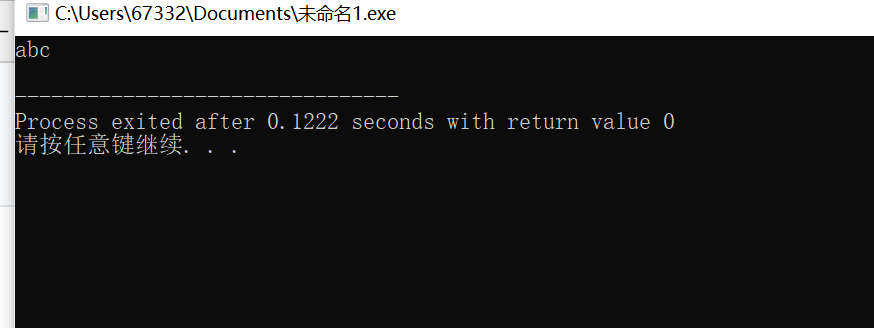 C:\Users\67332\Documents\未命名1.exe
abc
--------------------------------
Process exited after 0.1222 seconds with return value 0
请按任意键继续. . .